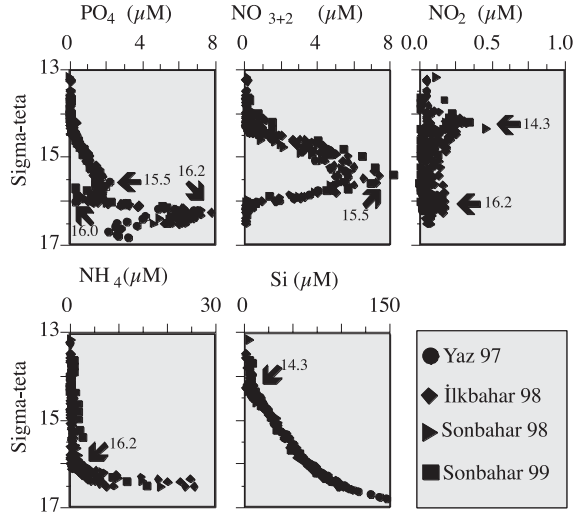 PO4 (µM) NO 3+2 (µM) NO2 (µM)
0 4 8 0 4 8 0.0 0.5 1.0
13
15
17
Sigma-teta
15.5
16.2
16.0
15.5
14.3
16.2
NH4(µM) Si (µM)
0 30 0 150
13
15
17
Sigma-teta
16.2
14.3
Yaz 97
İlkbahar 98
Sonbahar 98
Sonbahar 99